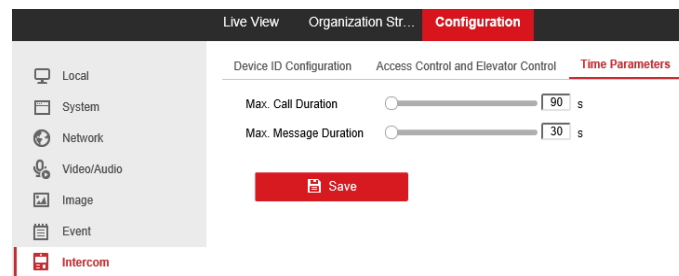 Live View Organization Str... Configuration
Local
System
Network
Video/Audio
Image
Event
Intercom
Device ID Configuration Access Control and Elevator Control Time Parameters
Max. Call Duration 90 s
Max. Message Duration 30 s
Save